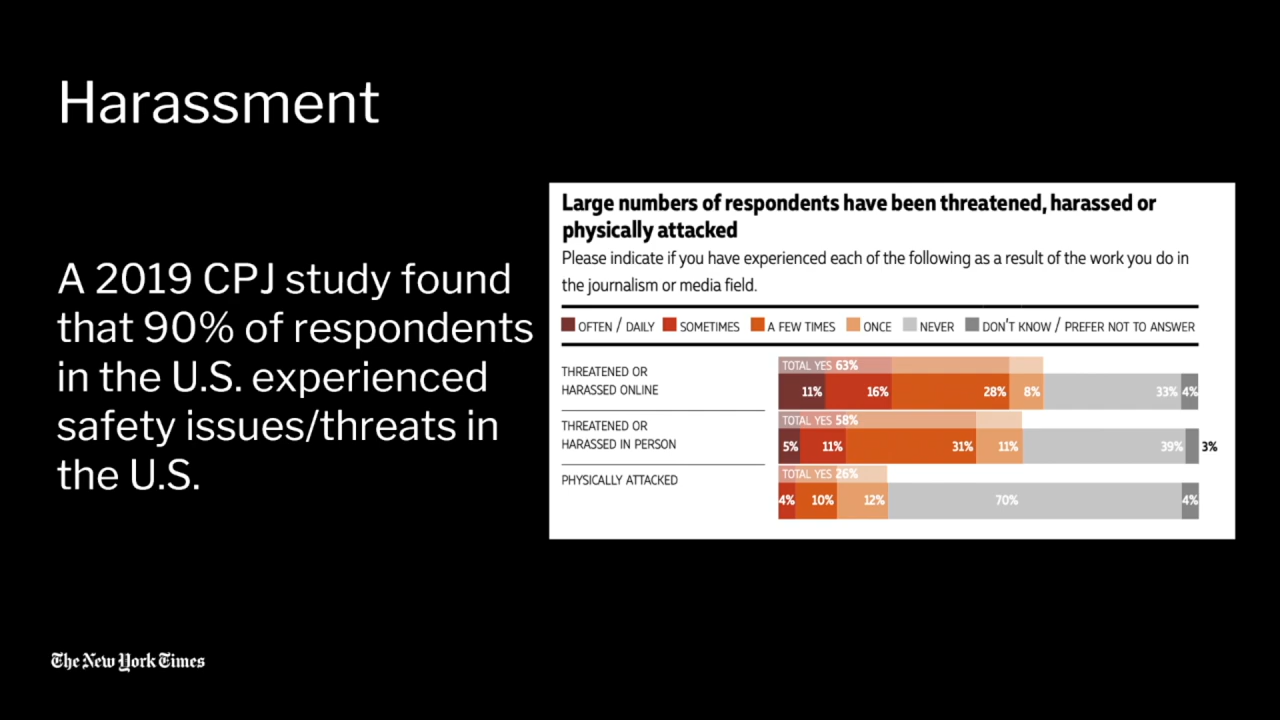 Harassment
A 2019 CPJ study found
that 90% of respondents
in the U.S. experienced
safety issues/threats in
the U.S.
Large numbers of respondents have been threatened, harassed or
physically attacked
Please indicate if you have experienced each of the following as a result of the work you do in
the journalism or media field.
OFTEN / DAILY SOMETIMES A FEW TIMES ONCE NEVER DON'T KNOW / PREFER NOT TO ANSWER
THREATENED OR
HARASSED ONLINE
TOTAL YES 63%
11% 16% 28% 8% 33% 4%
THREATENED OR
HARASSED IN PERSON
TOTAL YES 58%
5% 11% 31% 11% 39% 3%
PHYSICALLY ATTACKED
TOTAL YES 26%
4% 10% 12% 70% 4%
The New York Times